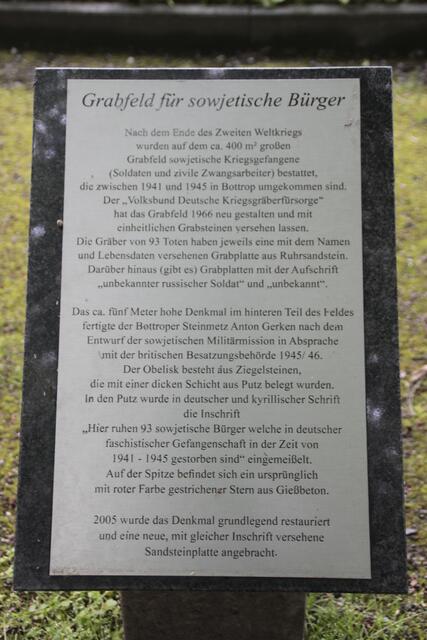 Grabfeld für sowjetische Bürger
Nach dem Ende des Zweiten Weltkriegs
wurden auf dem ca. 400 m² großen
Grabfeld sowjetische Kriegsgefangene
(Soldaten und zivile Zwangsarbeiter) bestattet,
die zwischen 1941 und 1945 in Bottrop umgekommen sind.
Der „Volksbund Deutsche Kriegsgräberfürsorge"
hat das Grabfeld 1966 neu gestalten und mit
einheitlichen Grabsteinen versehen lassen.
Die Gräber von 93 Toten haben jeweils eine mit dem Namen
und Lebensdaten versehenen Grabplatte aus Ruhrsandstein.
Darüber hinaus (gibt es) Grabplatten mit der Aufschrift
„unbekannter russischer Soldat" und „unbekannt".
Das ca. fünf Meter hohe Denkmal im hinteren Teil des Feldes
fertigte der Bottroper Steinmetz Anton Gerken nach dem
Entwurf der sowjetischen Militärmission in Absprache
mit der britischen Besatzungsbehörde 1945/ 46.
Der Obelisk besteht aus Ziegelsteinen,
die mit einer dicken Schicht aus Putz belegt wurden.
In den Putz wurde in deutscher und kyrillischer Schrift
die Inschrift
„Hier ruhen 93 sowjetische Bürger welche in deutscher
faschistischer Gefangenschaft in der Zeit von
1941 - 1945 gestorben sind" eingemeißelt.
Auf der Spitze befindet sich ein ursprünglich
mit roter Farbe gestrichener Stern aus Gießbeton.
2005 wurde das Denkmal grundlegend restauriert
und eine neue, mit gleicher Inschrift versehene
Sandsteinplatte angebracht.